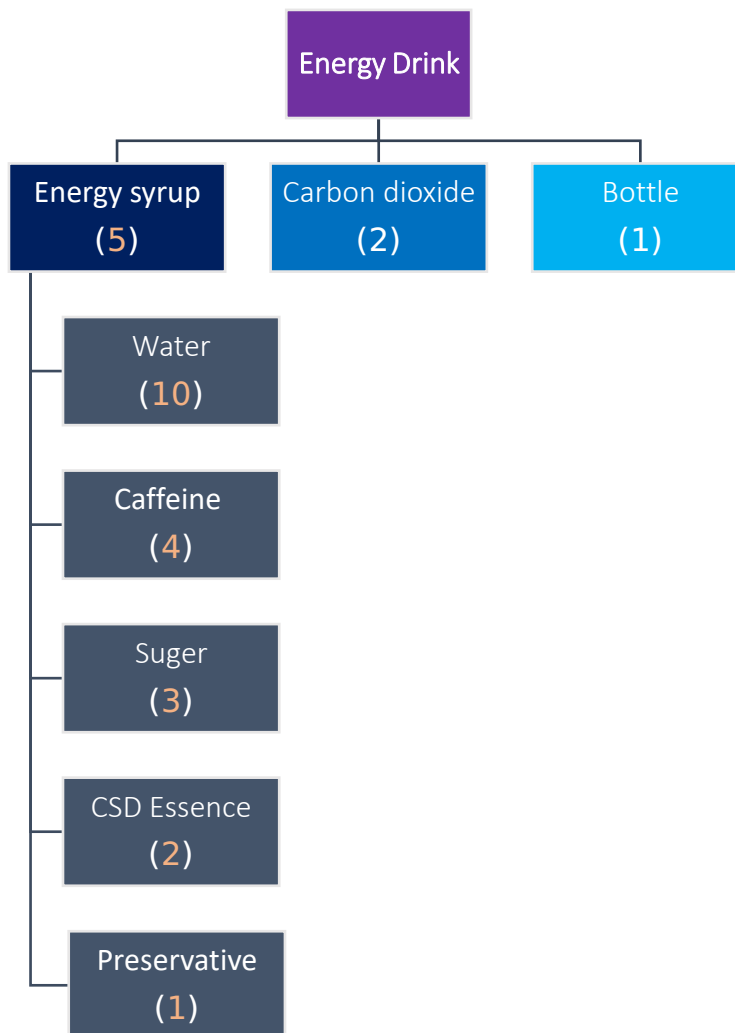 Energy Drink
Energy syrup
(5)
Carbon dioxide
(2)
Bottle
(1)
Water
(10)
Caffeine
(4)
Suger
(3)
CSD Essence
(2)
Preservative
(1)